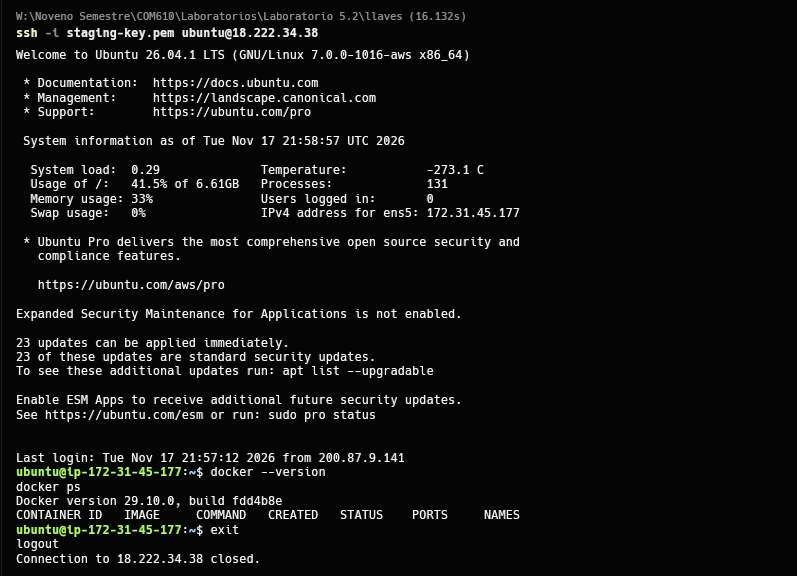 W:\Noveno Semestre\COM610\Laboratorios\Laboratorio 5.2\llaves (16.132s)
ssh -i staging-key.pem ubuntu@18.222.34.38
Welcome to Ubuntu 26.04.1 LTS (GNU/Linux 7.0.0-1016-aws x86_64)
* Documentation:  https://docs.ubuntu.com
* Management:     https://landscape.canonical.com
* Support:        https://ubuntu.com/pro
System information as of Tue Nov 17 21:58:57 UTC 2026
System load:  0.29              Temperature:           -273.1 C
Usage of /:   41.5% of 6.61GB   Processes:             131
Memory usage: 33%               Users logged in:       0
Swap usage:   0%                IPv4 address for ens5: 172.31.45.177
* Ubuntu Pro delivers the most comprehensive open source security and
compliance features.
https://ubuntu.com/aws/pro
Expanded Security Maintenance for Applications is not enabled.
23 updates can be applied immediately.
23 of these updates are standard security updates.
To see these additional updates run: apt list --upgradable
Enable ESM Apps to receive additional future security updates.
See https://ubuntu.com/esm or run: sudo pro status
Last login: Tue Nov 17 21:57:12 2026 from 200.87.9.141
ubuntu@ip-172-31-45-177:~$ docker --version
docker ps
Docker version 29.10.0, build fdd4b8e
CONTAINER ID   IMAGE     COMMAND   CREATED   STATUS    PORTS     NAMES
ubuntu@ip-172-31-45-177:~$ exit
logout
Connection to 18.222.34.38 closed.